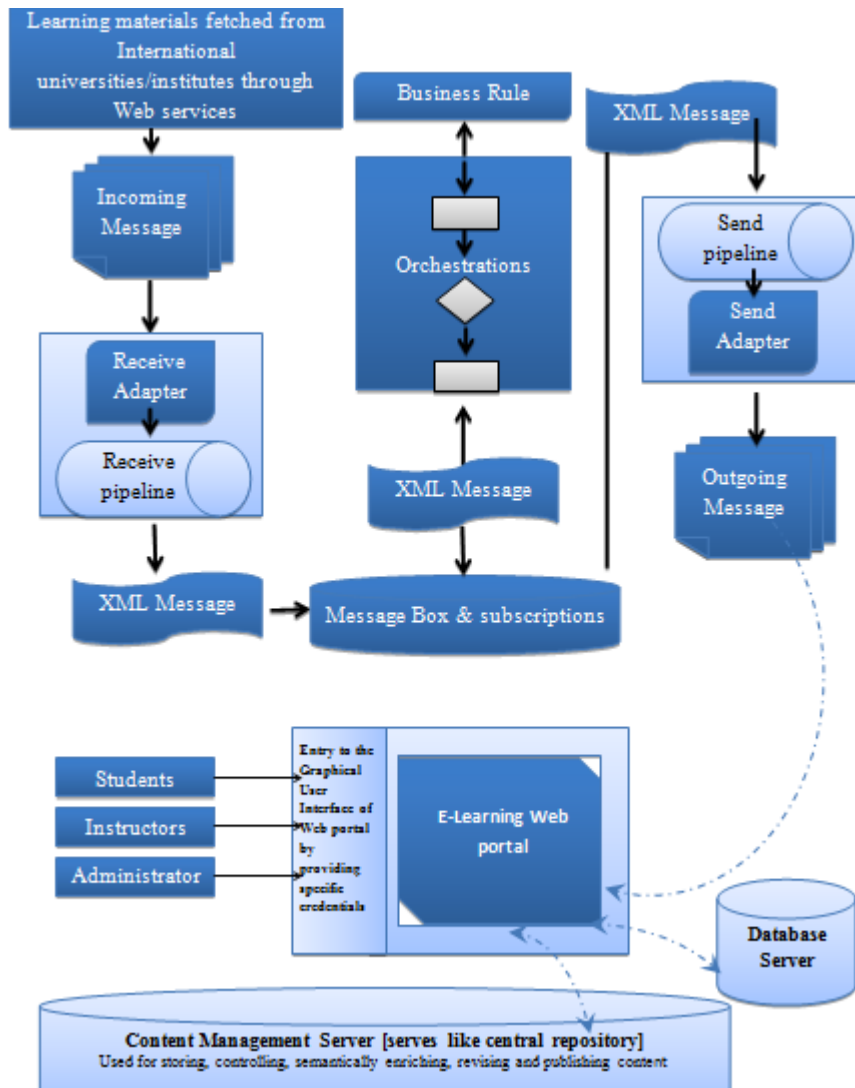 Learning materials fetched from
International
universities/institutes through
Web services
Incoming
Message
Receive
Adapter
Receive
pipeline
XML Message
Business Rule
Orchestrations
XML Message
Message Box & subscriptions
XML Message
Send
pipeline
Send
Adapter
Outgoing
Message
Students
Instructors
Administrator
Entry to the
Graphical
User
Interface of
Web portal
by
providing
specific
credentials
E-Learning Web
portal
Database
Server
Content Management Server [serves like central repository]
Used for storing, controlling, semantically enriching, revising and publishing content